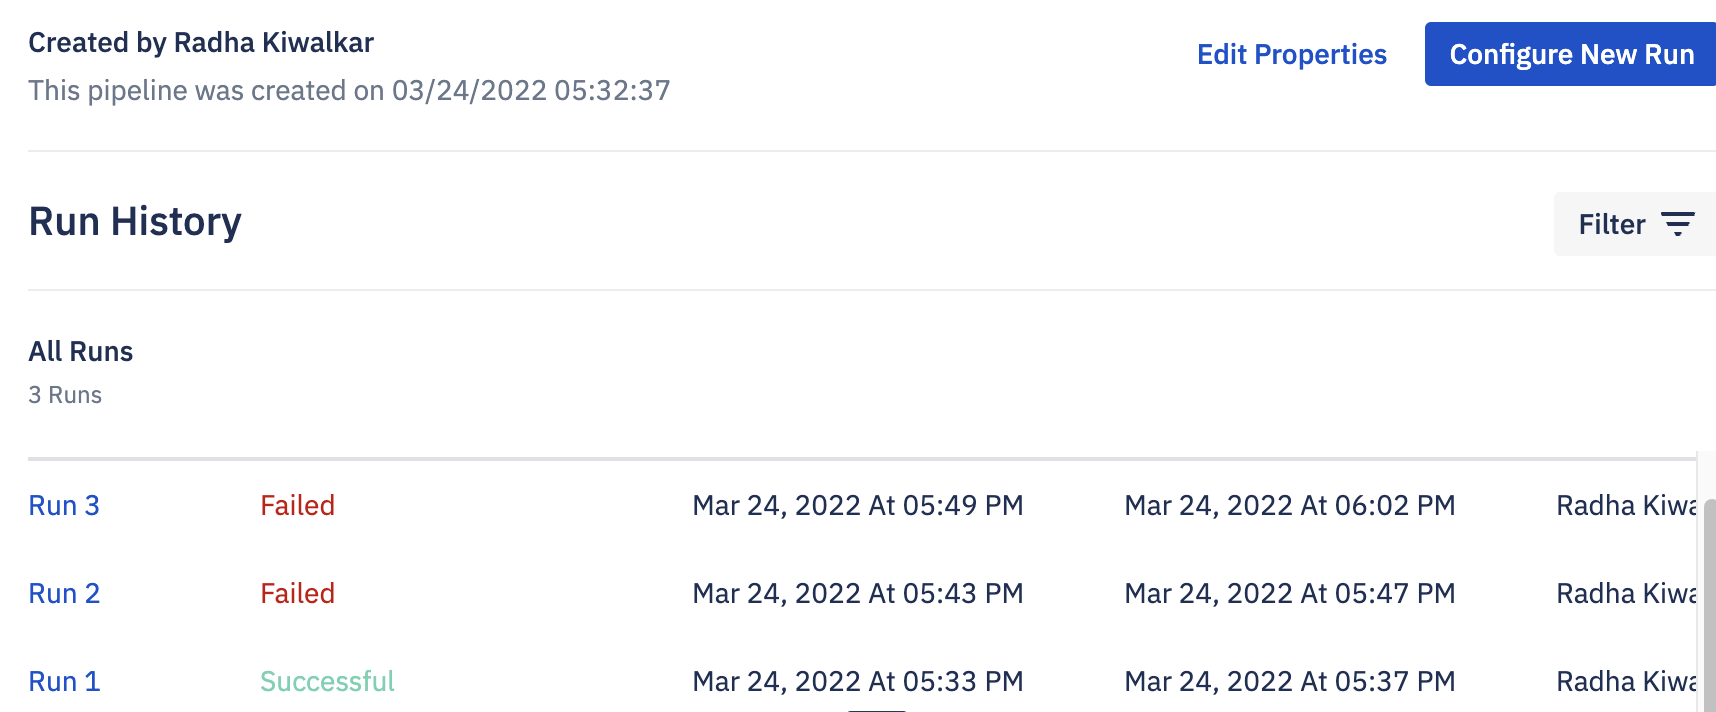 Created by Radha Kiwalkar
Edit Properties
Configure New Run
This pipeline was created on 03/24/2022 05:32:37
Run History
Filter
All Runs
3 Runs
Run 3 Failed Mar 24, 2022 At 05:49 PM Mar 24, 2022 At 06:02 PM Radha Kiwa
Run 2 Failed Mar 24, 2022 At 05:43 PM Mar 24, 2022 At 05:47 PM Radha Kiwa
Run 1 Successful Mar 24, 2022 At 05:33 PM Mar 24, 2022 At 05:37 PM Radha Kiwa